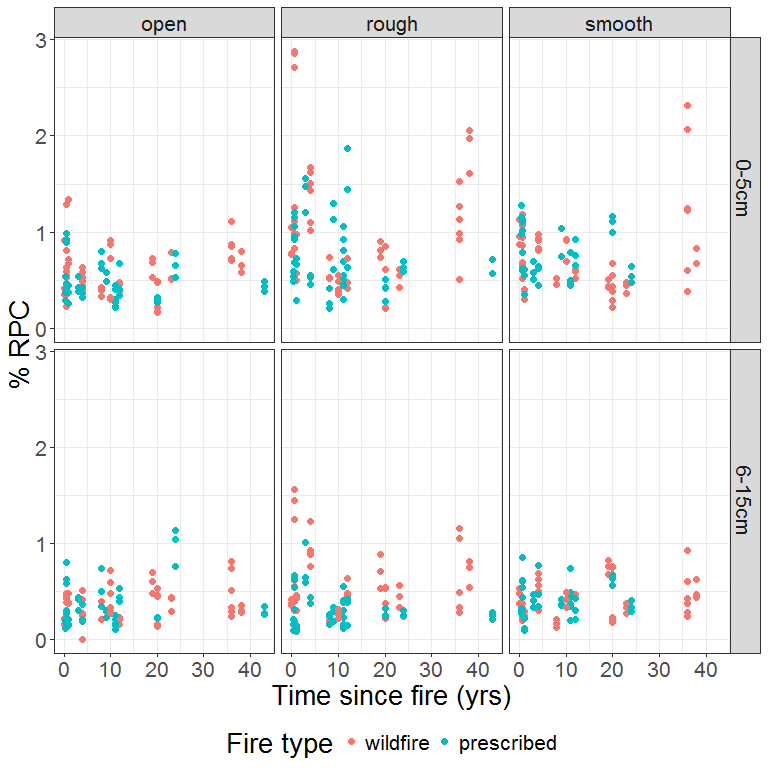 open rough smooth
3
2
1
0
0-5cm
% RPC
3
2
1
0
6-15cm
0 10 20 30 40 0 10 20 30 40 0 10 20 30 40
Time since fire (yrs)
Fire type wildfire prescribed